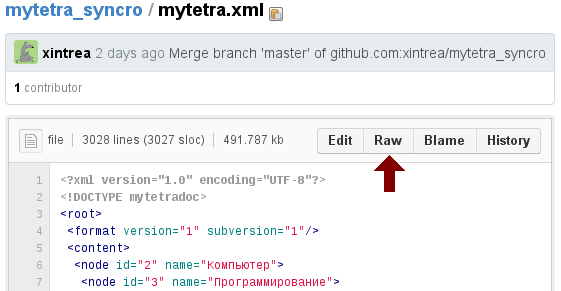 mytetra_syncro / mytetra.xml
xintrea 2 days ago Merge branch 'master' of github.com:xintrea/mytetra_syncro
1 contributor
file 3028 lines (3027 sloc) 491.787 kb Edit Raw Blame History
1 <?xml version="1.0" encoding="UTF-8"?>
2 <!DOCTYPE mytetradoc>
3 <root>
4 <format version="1" subversion="1"/>
5 <content>
6 <node id="2" name="Компьютер">
7 <node id="3" name="Программирование">